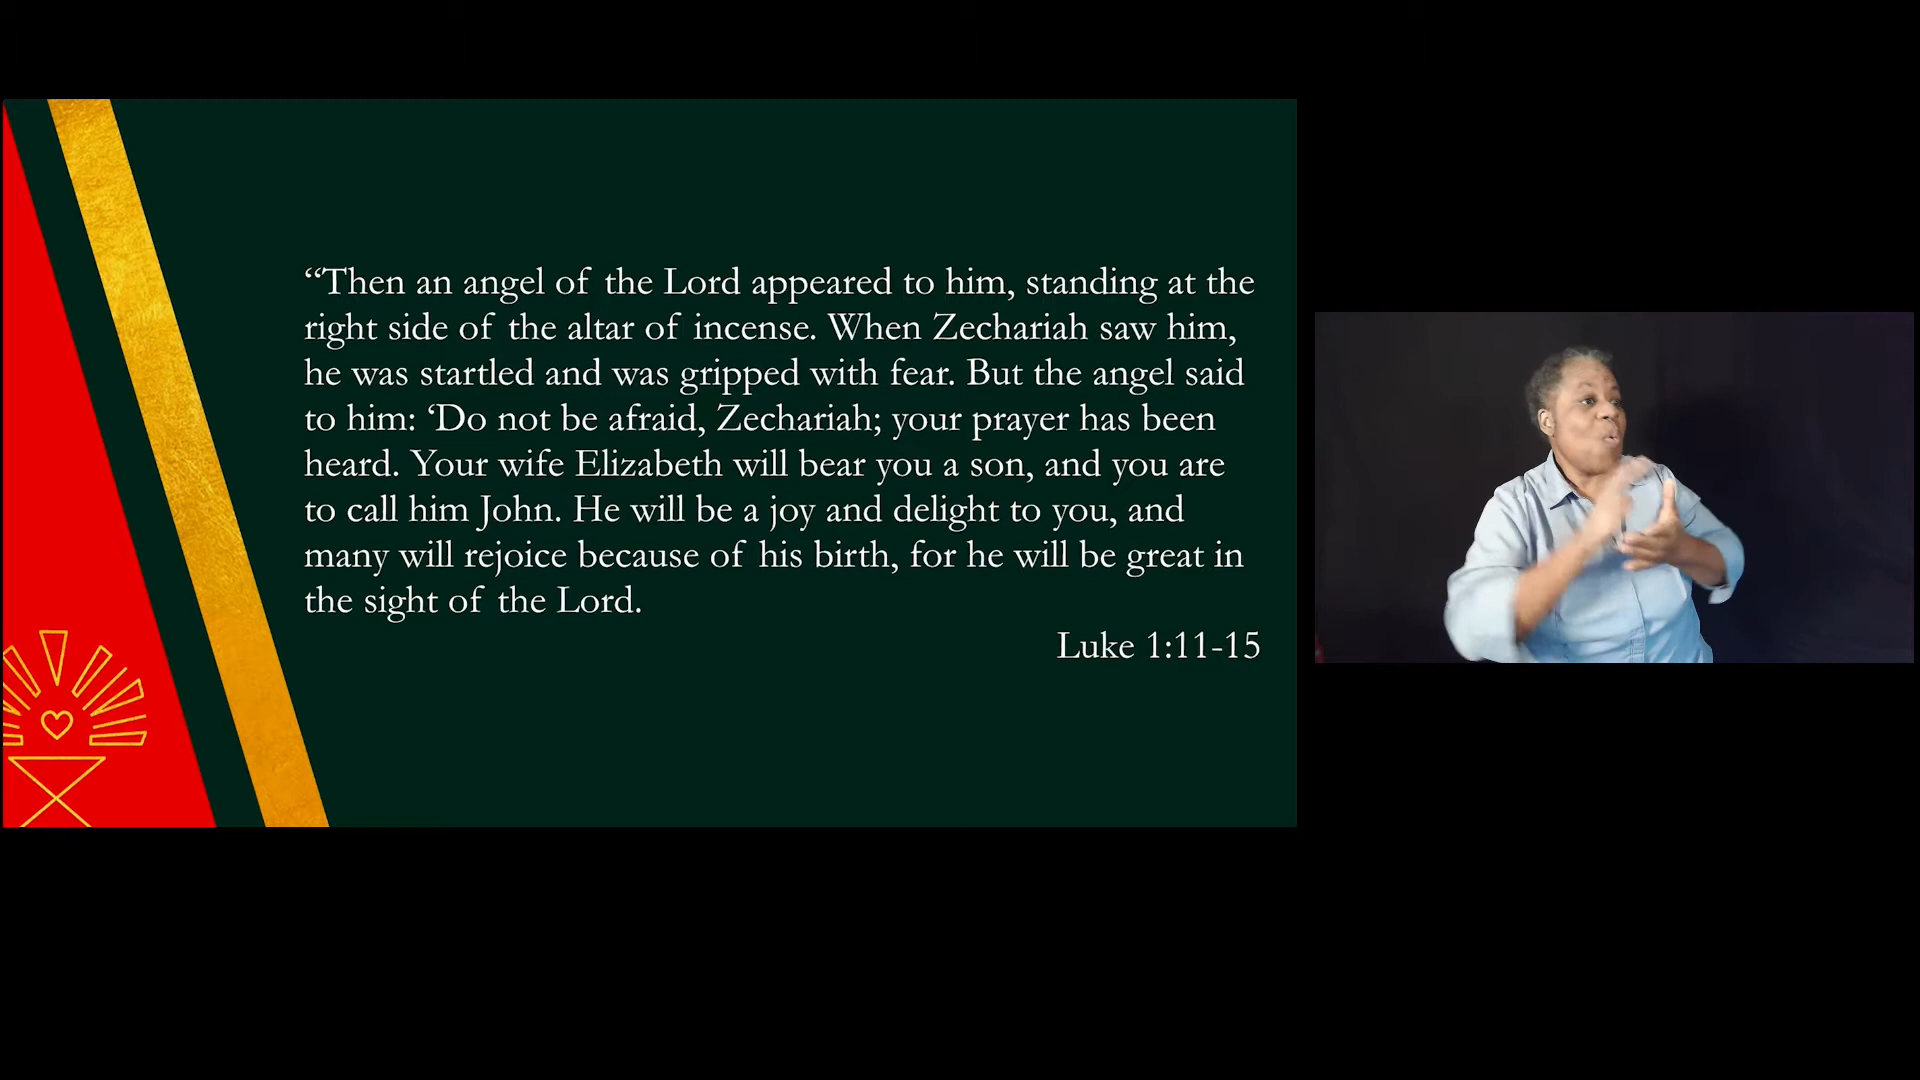 “Then an angel of the Lord appeared to him, standing at the
right side of the altar of incense. When Zechariah saw him,
he was startled and was gripped with fear. But the angel said
to him: ‘Do not be afraid, Zechariah; your prayer has been
heard. Your wife Elizabeth will bear you a son, and you are
to call him John. He will be a joy and delight to you, and
many will rejoice because of his birth, for he will be great in
the sight of the Lord.
Luke 1:11-15